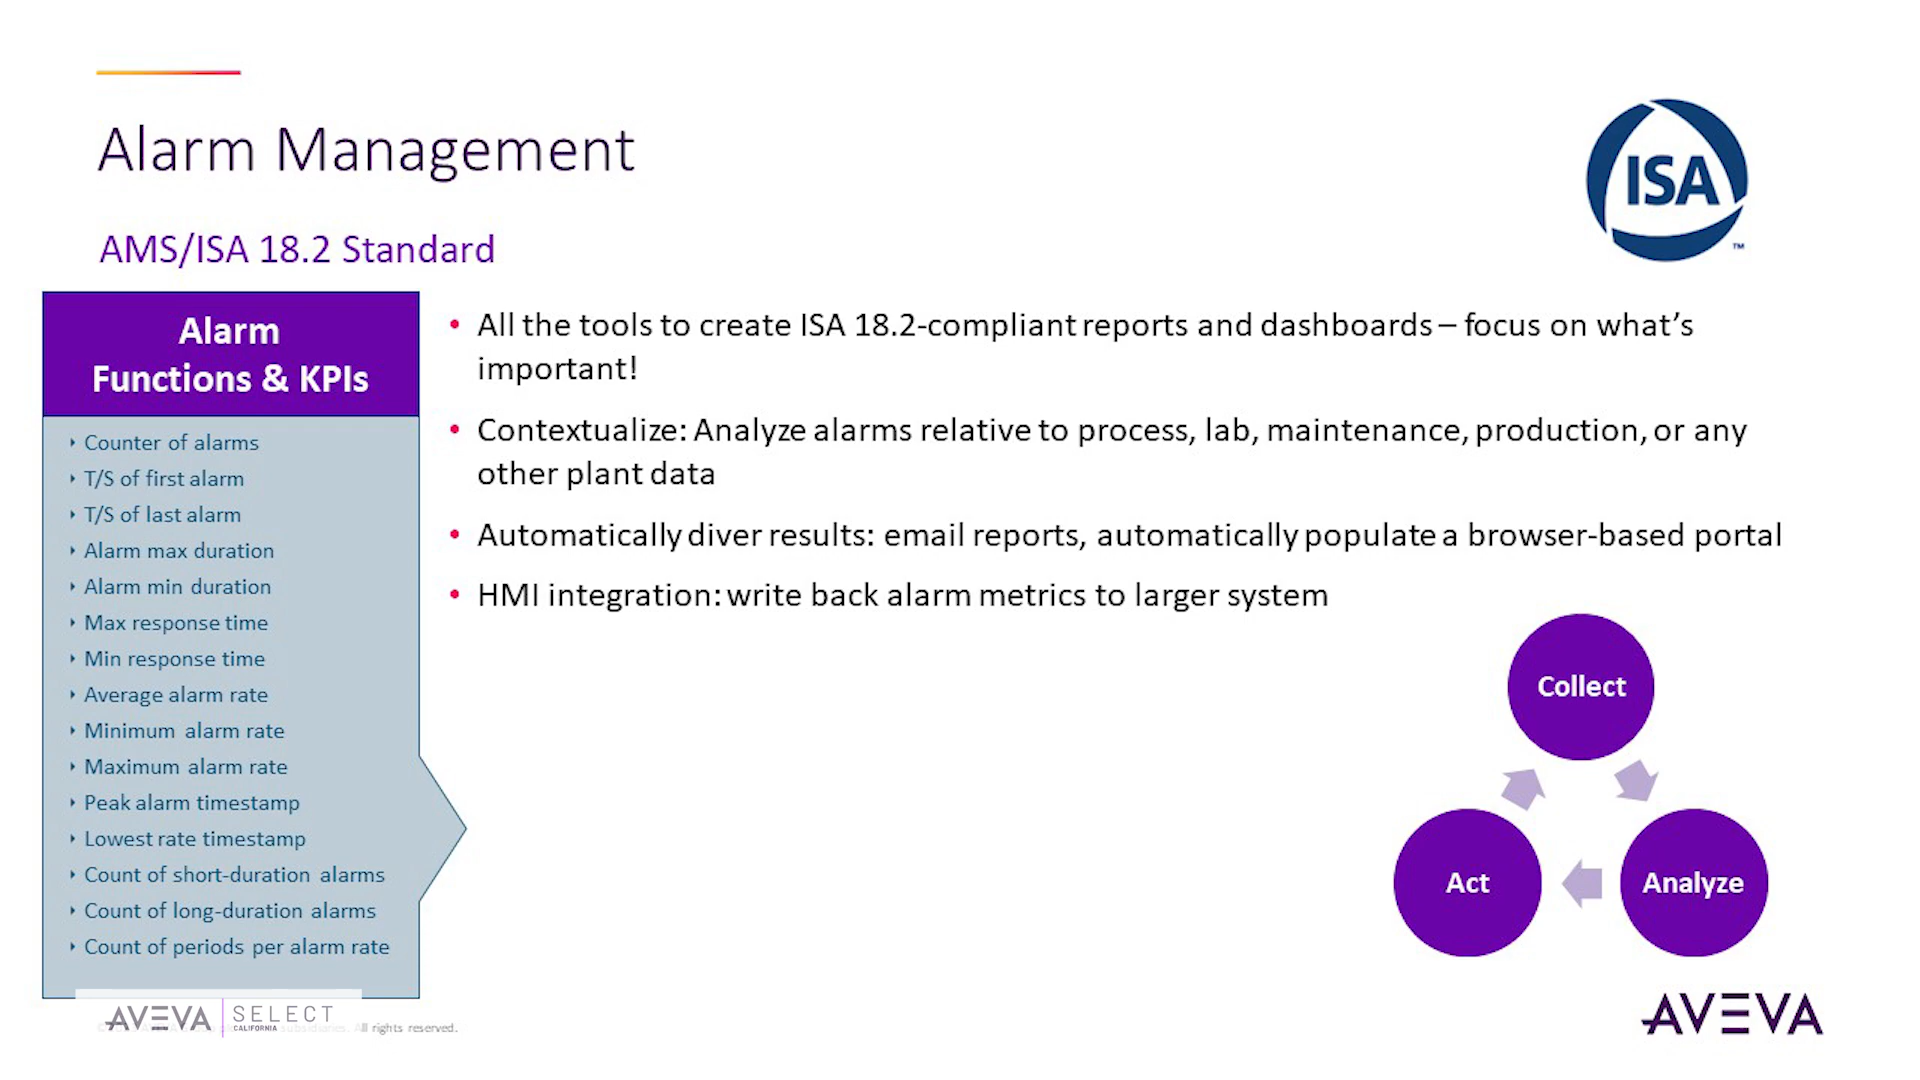 Alarm Management
ISA
TM
AMS/ISA 18.2 Standard
Alarm
Functions & KPIs
Counter of alarms
T/S of first alarm
T/S of last alarm
Alarm max duration
Alarm min duration
Max response time
Min response time
Average alarm rate
Minimum alarm rate
Maximum alarm rate
Peak alarm timestamp
Lowest rate timestamp
Count of short-duration alarms
Count of long-duration alarms
Count of periods per alarm rate
• All the tools to create ISA 18.2-compliant reports and dashboards – focus on what's
important!
• Contextualize: Analyze alarms relative to process, lab, maintenance, production, or any
other plant data
• Automatically diver results: email reports, automatically populate a browser-based portal
• HMI integration: write back alarm metrics to larger system
Collect
Analyze
Act
AVEVA SELECT
CALIFORNIA
subsidiaries. All rights reserved.
AVEVA